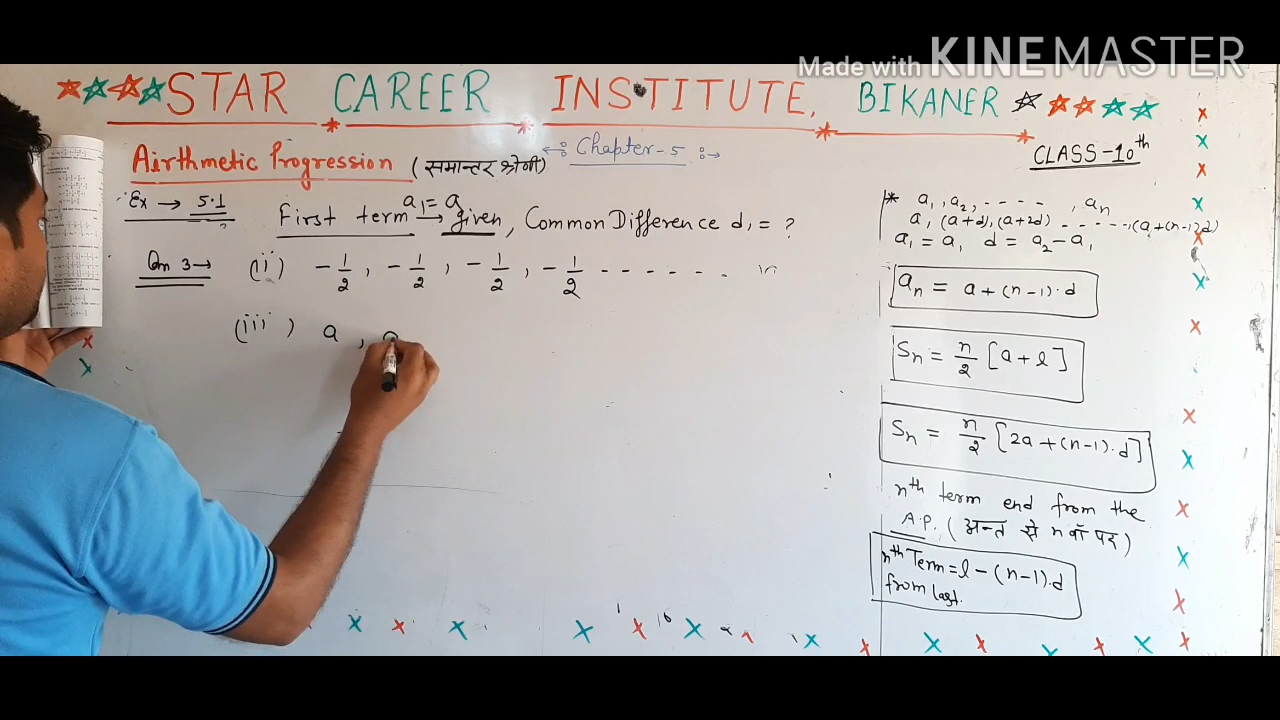 Made with KINEMASTER
STAR CAREER INSTITUTE, BIKANER
Airthmetic Progression (समान्तर श्रेणी)
Chapter-5
CLASS-10th
Ex → 5.1
First term a₁ = a → given, Common Difference d, = ?
Qn 3→ (ii) -1/2, -1/2, -1/2, -1/2 .......
(iii) a,
* a₁, a₂, ...., aₙ
a, (a+d), (a+2d) ......, (a+(n-1)d)
a₁ = a, d = a₂ - a₁
aₙ = a + (n-1)·d
Sₙ = n/2 [a + l]
Sₙ = n/2 [2a + (n-1)·d]
nth term end from the
A.P. (अन्त से n वाँ पद)
nth Term = l - (n-1)·d
from last.